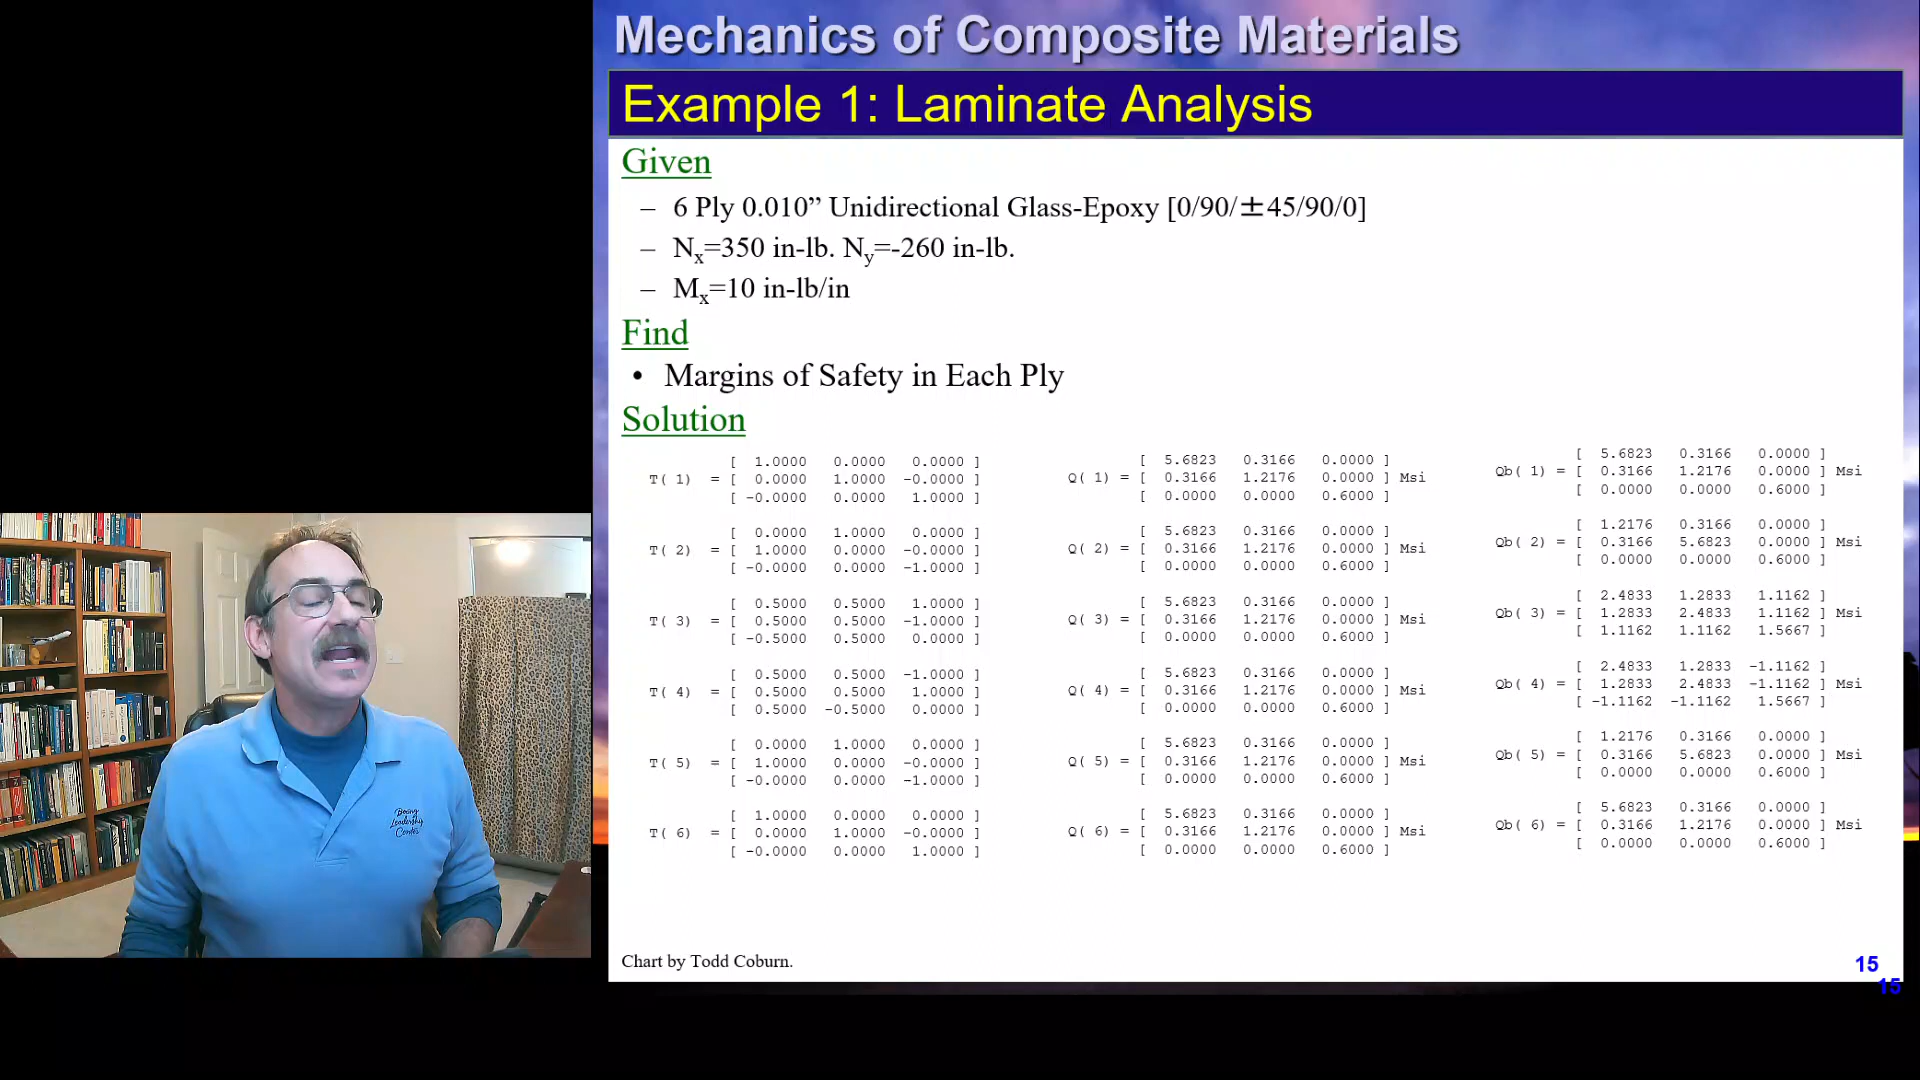 Mechanics of Composite Materials
Example 1: Laminate Analysis
Given
– 6 Ply 0.010” Unidirectional Glass-Epoxy [0/90/±45/90/0]
– Nx=350 in-lb. Ny=-260 in-lb.
– Mx=10 in-lb/in
Find
• Margins of Safety in Each Ply
Solution
[ 1.0000 0.0000 0.0000 ]
T( 1) = [ 0.0000 1.0000 -0.0000 ]
[ -0.0000 0.0000 1.0000 ]
[ 0.0000 1.0000 0.0000 ]
T( 2) = [ 1.0000 0.0000 -0.0000 ]
[ -0.0000 0.0000 -1.0000 ]
[ 0.5000 0.5000 1.0000 ]
T( 3) = [ 0.5000 0.5000 -1.0000 ]
[ -0.5000 0.5000 0.0000 ]
[ 0.5000 0.5000 -1.0000 ]
T( 4) = [ 0.5000 0.5000 1.0000 ]
[ 0.5000 -0.5000 0.0000 ]
[ 0.0000 1.0000 0.0000 ]
T( 5) = [ 1.0000 0.0000 -0.0000 ]
[ -0.0000 0.0000 -1.0000 ]
[ 1.0000 0.0000 0.0000 ]
T( 6) = [ 0.0000 1.0000 -0.0000 ]
[ -0.0000 0.0000 1.0000 ]
[ 5.6823 0.3166 0.0000 ]
Q( 1) = [ 0.3166 1.2176 0.0000 ] Msi
[ 0.0000 0.0000 0.6000 ]
[ 5.6823 0.3166 0.0000 ]
Q( 2) = [ 0.3166 1.2176 0.0000 ] Msi
[ 0.0000 0.0000 0.6000 ]
[ 5.6823 0.3166 0.0000 ]
Q( 3) = [ 0.3166 1.2176 0.0000 ] Msi
[ 0.0000 0.0000 0.6000 ]
[ 5.6823 0.3166 0.0000 ]
Q( 4) = [ 0.3166 1.2176 0.0000 ] Msi
[ 0.0000 0.0000 0.6000 ]
[ 5.6823 0.3166 0.0000 ]
Q( 5) = [ 0.3166 1.2176 0.0000 ] Msi
[ 0.0000 0.0000 0.6000 ]
[ 5.6823 0.3166 0.0000 ]
Q( 6) = [ 0.3166 1.2176 0.0000 ] Msi
[ 0.0000 0.0000 0.6000 ]
[ 5.6823 0.3166 0.0000 ]
Qb( 1) = [ 0.3166 1.2176 0.0000 ] Msi
[ 0.0000 0.0000 0.6000 ]
[ 1.2176 0.3166 0.0000 ]
Qb( 2) = [ 0.3166 5.6823 0.0000 ] Msi
[ 0.0000 0.0000 0.6000 ]
[ 2.4833 1.2833 1.1162 ]
Qb( 3) = [ 1.2833 2.4833 1.1162 ] Msi
[ 1.1162 1.1162 1.5667 ]
[ 2.4833 1.2833 -1.1162 ]
Qb( 4) = [ 1.2833 2.4833 -1.1162 ] Msi
[ -1.1162 -1.1162 1.5667 ]
[ 1.2176 0.3166 0.0000 ]
Qb( 5) = [ 0.3166 5.6823 0.0000 ] Msi
[ 0.0000 0.0000 0.6000 ]
[ 5.6823 0.3166 0.0000 ]
Qb( 6) = [ 0.3166 1.2176 0.0000 ] Msi
[ 0.0000 0.0000 0.6000 ]
Chart by Todd Coburn.
15
15
Boeing
Leadership
Center